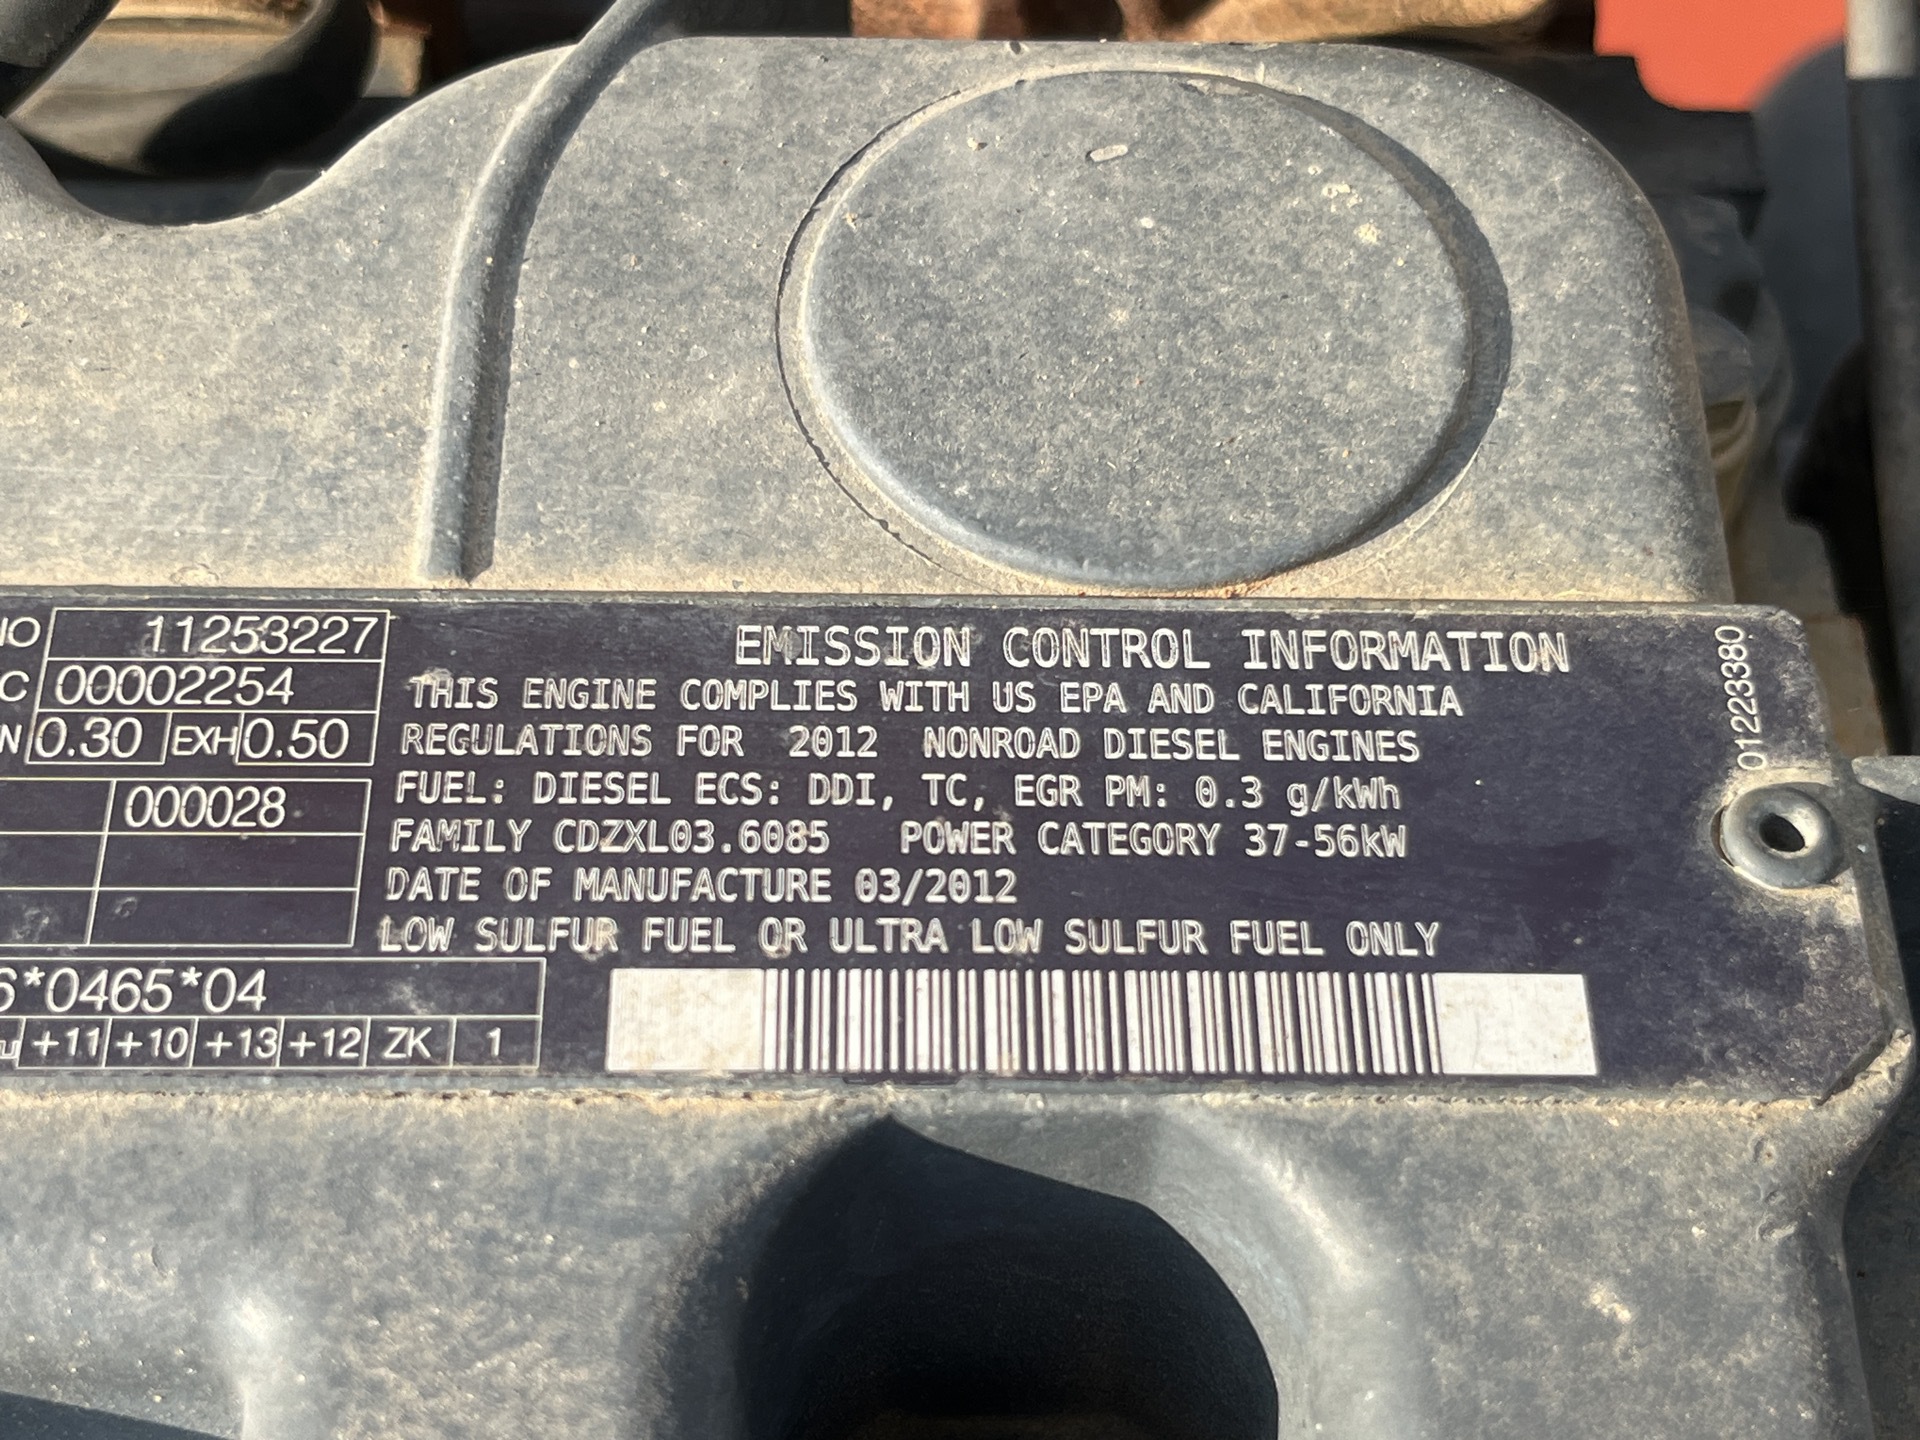 NO 11253227
C 00002254
N 0.30 EXH 0.50
000028
6*0465*04
+11 +10 +13 +12 ZK 1
EMISSION CONTROL INFORMATION
THIS ENGINE COMPLIES WITH US EPA AND CALIFORNIA
REGULATIONS FOR 2012 NONROAD DIESEL ENGINES
FUEL: DIESEL ECS: DDI, TC, EGR PM: 0.3 g/kWh
FAMILY CDZXL03.6085 POWER CATEGORY 37-56kW
DATE OF MANUFACTURE 03/2012
LOW SULFUR FUEL OR ULTRA LOW SULFUR FUEL ONLY
01223380